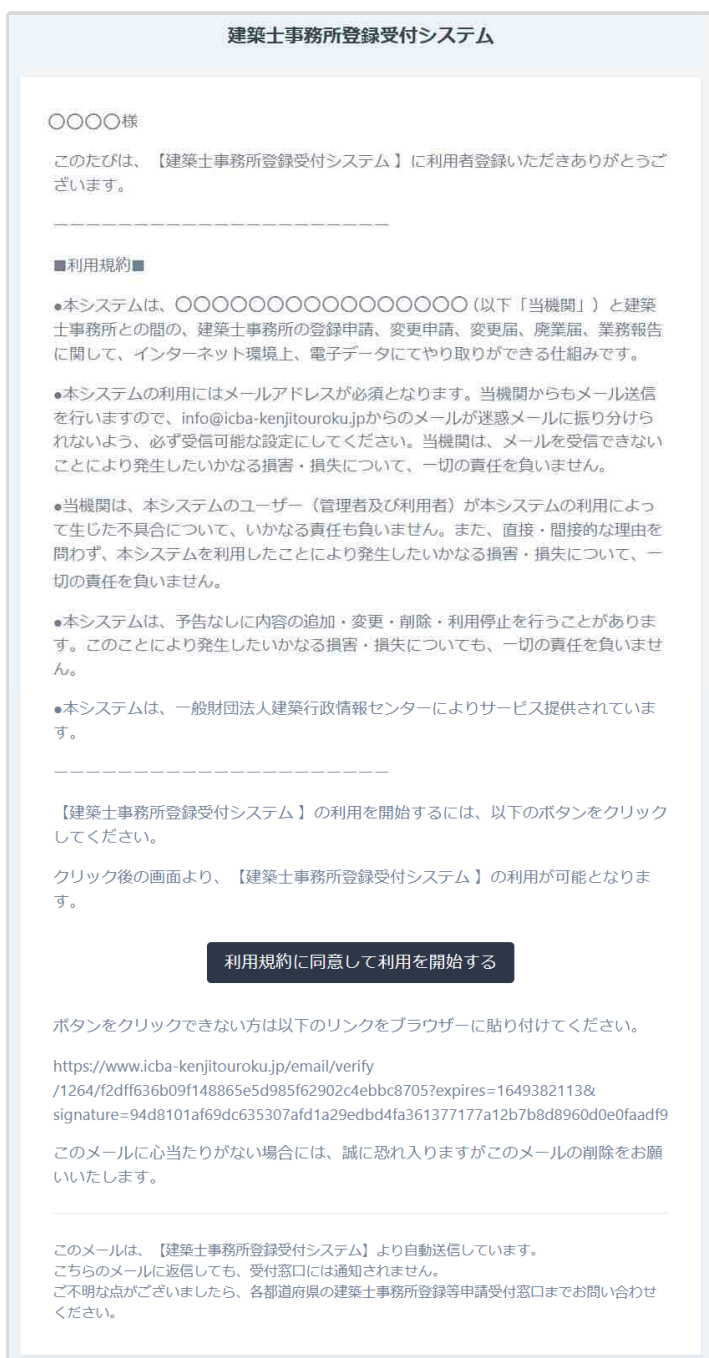 建築士事務所登録受付システム
〇〇〇〇様
このたびは、【建築士事務所登録受付システム 】に利用者登録いただきありがとうご
ざいます。
ーーーーーーーーーーーーーーーーーーーーー
■利用規約■
●本システムは、〇〇〇〇〇〇〇〇〇〇〇〇〇〇〇〇 (以下「当機関」）と建築
士事務所との間の、建築士事務所の登録申請、変更申請、変更届、廃業届、業務報告
に関して、インターネット環境上、電子データにてやり取りができる仕組みです。
●本システムの利用にはメールアドレスが必須となります。当機関からもメール送信
を行いますので、info@icba-kenjitouroku.jpからのメールが迷惑メールに振り分けら
れないよう、必ず受信可能な設定にしてください。当機関は、メールを受信できない
ことにより発生したいかなる損害・損失について、一切の責任を負いません。
●当機関は、本システムのユーザー（管理者及び利用者）が本システムの利用によっ
て生じた不具合について、いかなる責任も負いません。また、直接・間接的な理由を
問わず、本システムを利用したことにより発生したいかなる損害・損失について、一
切の責任を負いません。
●本システムは、予告なしに内容の追加・変更・削除・利用停止を行うことがありま
す。このことにより発生したいかなる損害・損失についても、一切の責任を負いませ
ん。
●本システムは、一般財団法人建築行政情報センターによりサービス提供されていま
す。
ーーーーーーーーーーーーーーーーーーーーー
【建築士事務所登録受付システム 】の利用を開始するには、以下のボタンをクリック
してください。
クリック後の画面より、【建築士事務所登録受付システム 】の利用が可能となりま
す。
利用規約に同意して利用を開始する
ボタンをクリックできない方は以下のリンクをブラウザーに貼り付けてください。
https://www.icba-kenjitouroku.jp/email/verify
/1264/f2dff636b09f148865e5d985f62902c4ebbc8705?expires=1649382113&
signature=94d8101af69dc635307afd1a29edbd4fa361377177a12b7b8d8960d0e0faadf9
このメールに心当たりがない場合には、誠に恐れ入りますがこのメールの削除をお願
いいたします。
このメールは、【建築士事務所登録受付システム】より自動送信しています。
こちらのメールに返信しても、受付窓口には通知されません。
ご不明な点がございましたら、各都道府県の建築士事務所登録等申請受付窓口までお問い合わせ
ください。